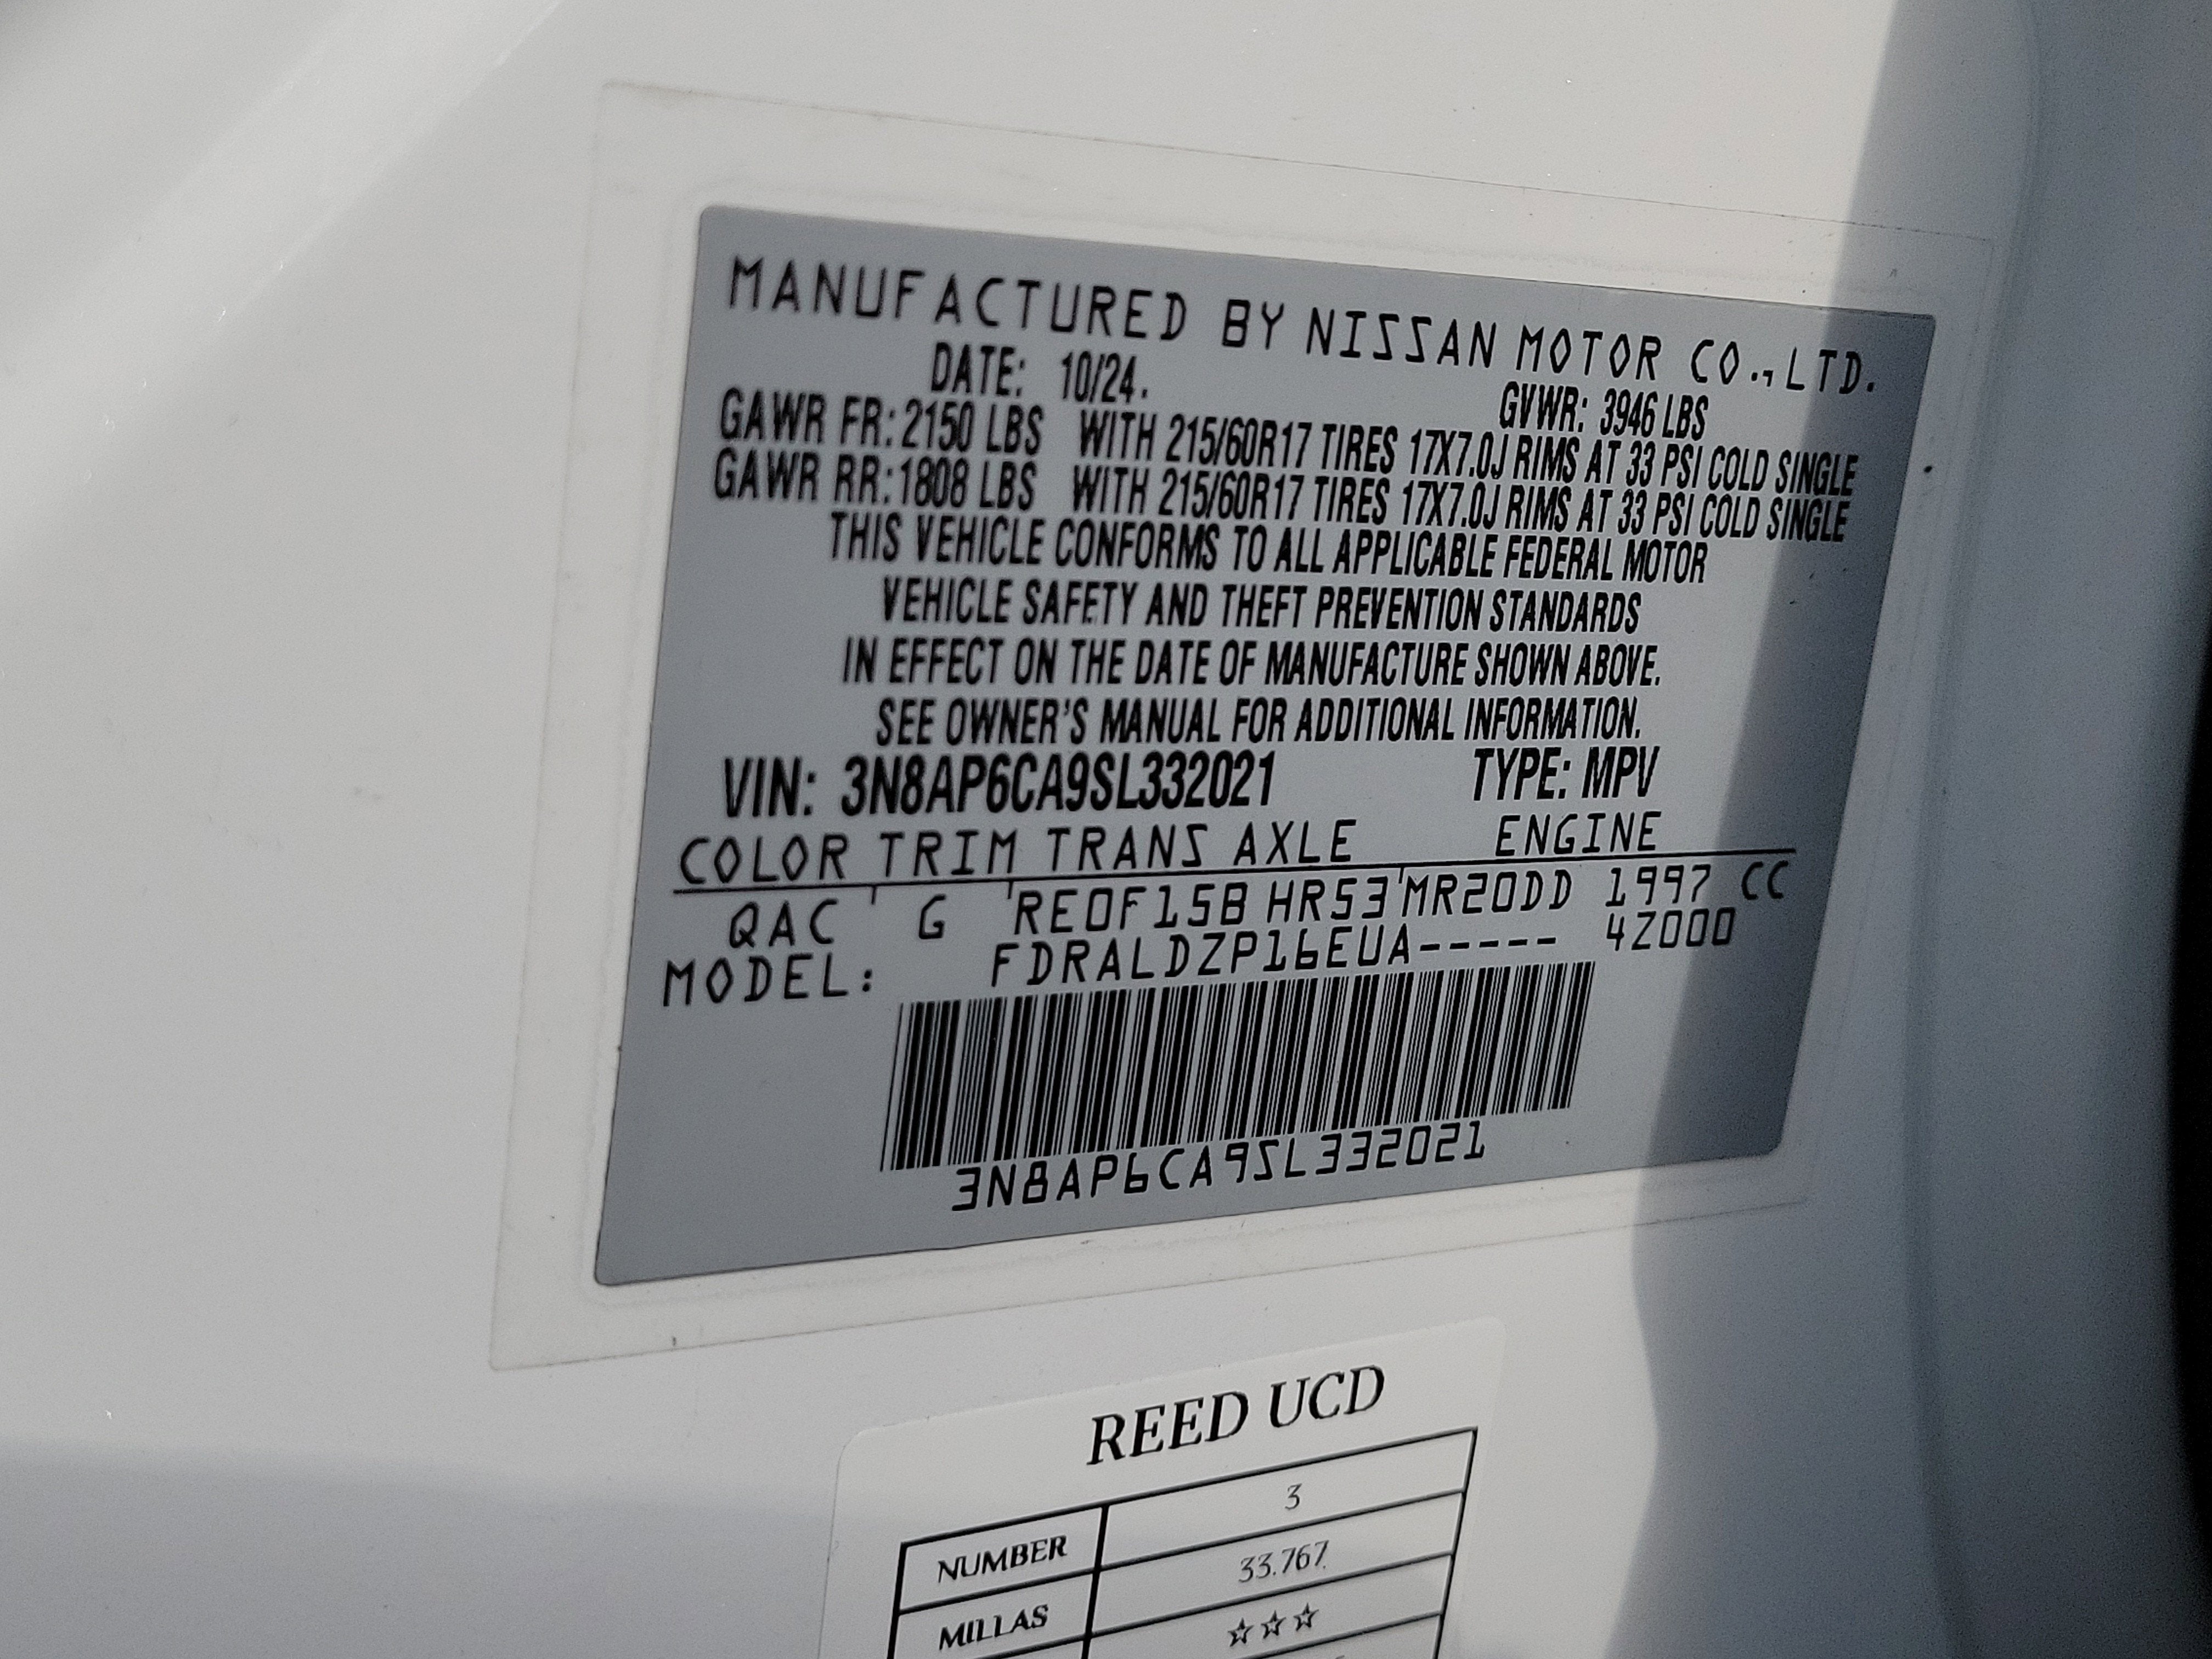 MANUFACTURED BY NISSAN MOTOR CO., LTD.
DATE: 10/24. GVWR: 3946 LBS
GAWR FR: 2150 LBS WITH 215/60R17 TIRES 17X7.0J RIMS AT 33 PSI COLD SINGLE
GAWR RR: 1808 LBS WITH 215/60R17 TIRES 17X7.0J RIMS AT 33 PSI COLD SINGLE
THIS VEHICLE CONFORMS TO ALL APPLICABLE FEDERAL MOTOR
VEHICLE SAFETY AND THEFT PREVENTION STANDARDS
IN EFFECT ON THE DATE OF MANUFACTURE SHOWN ABOVE.
SEE OWNER'S MANUAL FOR ADDITIONAL INFORMATION.
VIN: 3N8AP6CA9SL332021 TYPE: MPV
COLOR TRIM TRANS AXLE ENGINE
QAC G RE0F15B HR53 MR20DD 1997 CC
MODEL: FDRALDZP16EUA----- 4Z000
3N8AP6CA9SL332021
REED UCD
NUMBER 3
MILLAS 33.767
☆☆☆